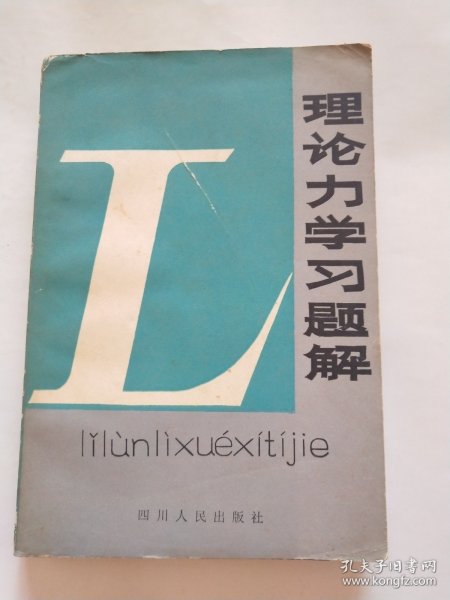 理论力学习题解
L
lǐlùnlìxuéxítíjie
四川人民出版社
孔夫子旧书网
www.kongfz.com